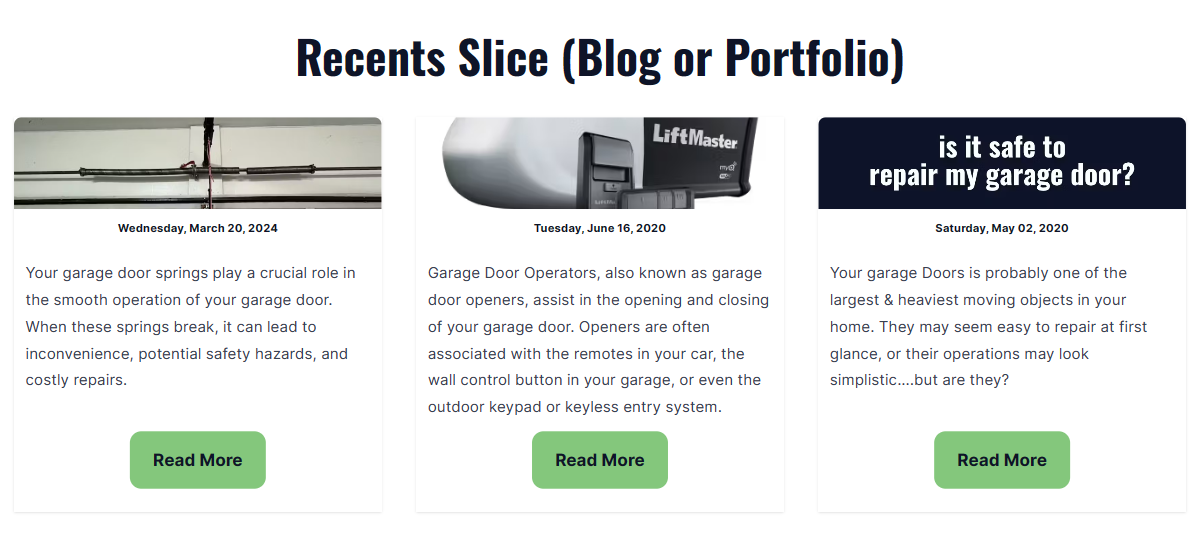 Recents Slice (Blog or Portfolio)
Wednesday, March 20, 2024
Your garage door springs play a crucial role in
the smooth operation of your garage door.
When these springs break, it can lead to
inconvenience, potential safety hazards, and
costly repairs.
Read More
LiftMaster
myQ
Tuesday, June 16, 2020
Garage Door Operators, also known as garage
door openers, assist in the opening and closing
of your garage door. Openers are often
associated with the remotes in your car, the
wall control button in your garage, or even the
outdoor keypad or keyless entry system.
Read More
is it safe to
repair my garage door?
Saturday, May 02, 2020
Your garage Doors is probably one of the
largest & heaviest moving objects in your
home. They may seem easy to repair at first
glance, or their operations may look
simplistic....but are they?
Read More